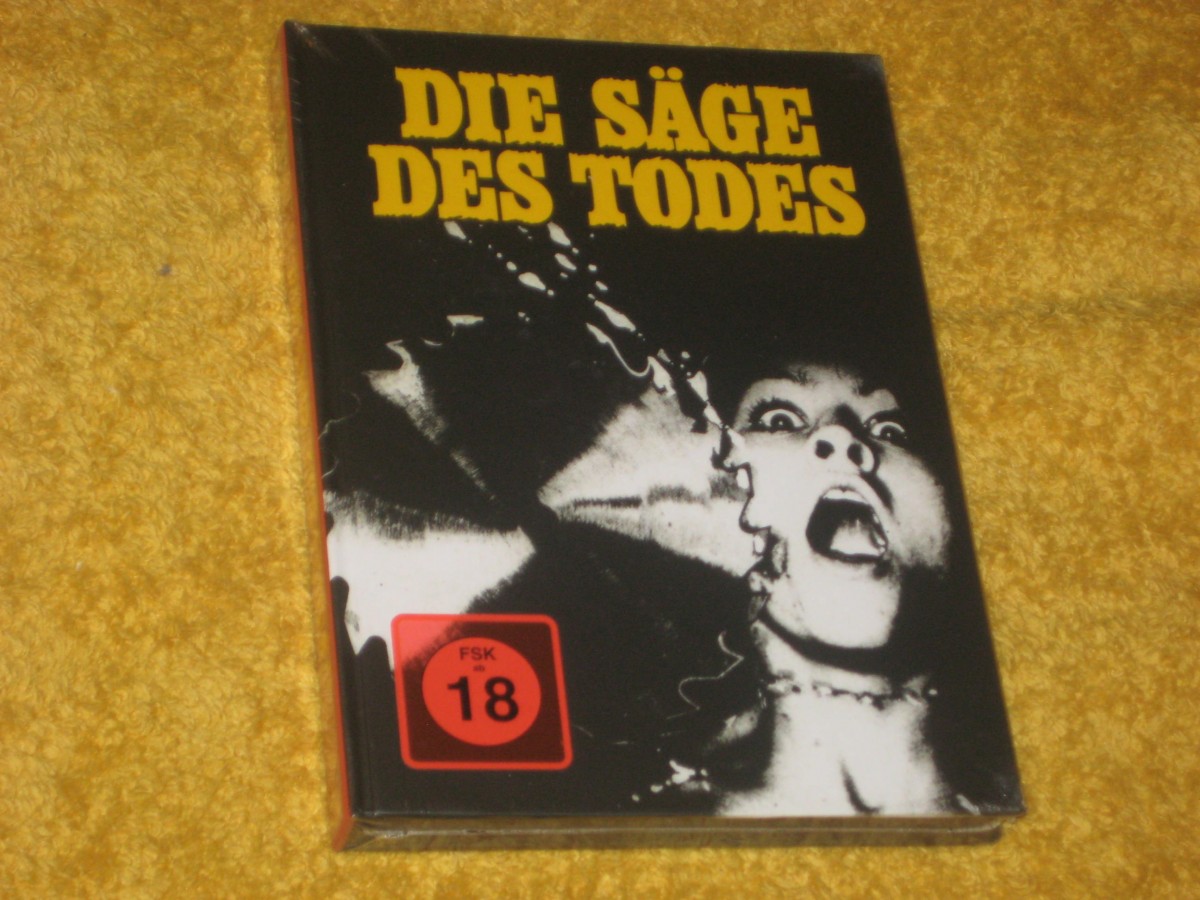 DIE SÄGE
DES TODES
FSK
ab
18